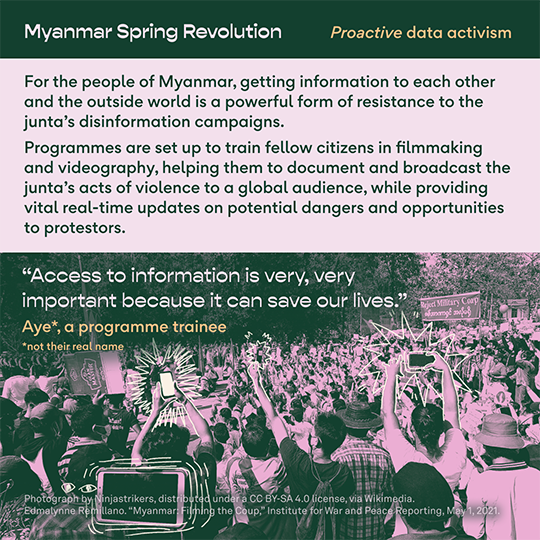 Myanmar Spring Revolution
Proactive data activism
For the people of Myanmar, getting information to each other
and the outside world is a powerful form of resistance to the
junta’s disinformation campaigns.
Programmes are set up to train fellow citizens in filmmaking
and videography, helping them to document and broadcast the
junta’s acts of violence to a global audience, while providing
vital real-time updates on potential dangers and opportunities
to protestors.
“Access to information is very, very
important because it can save our lives.”
Aye*, a programme trainee
*not their real name
Reject Military Coup
Photograph by Ninjastrikers, distributed under a CC BY-SA 4.0 license, via Wikimedia.
Edmalynne Remillano. “Myanmar: Filming the Coup,” Institute for War and Peace Reporting, May 1, 2021.